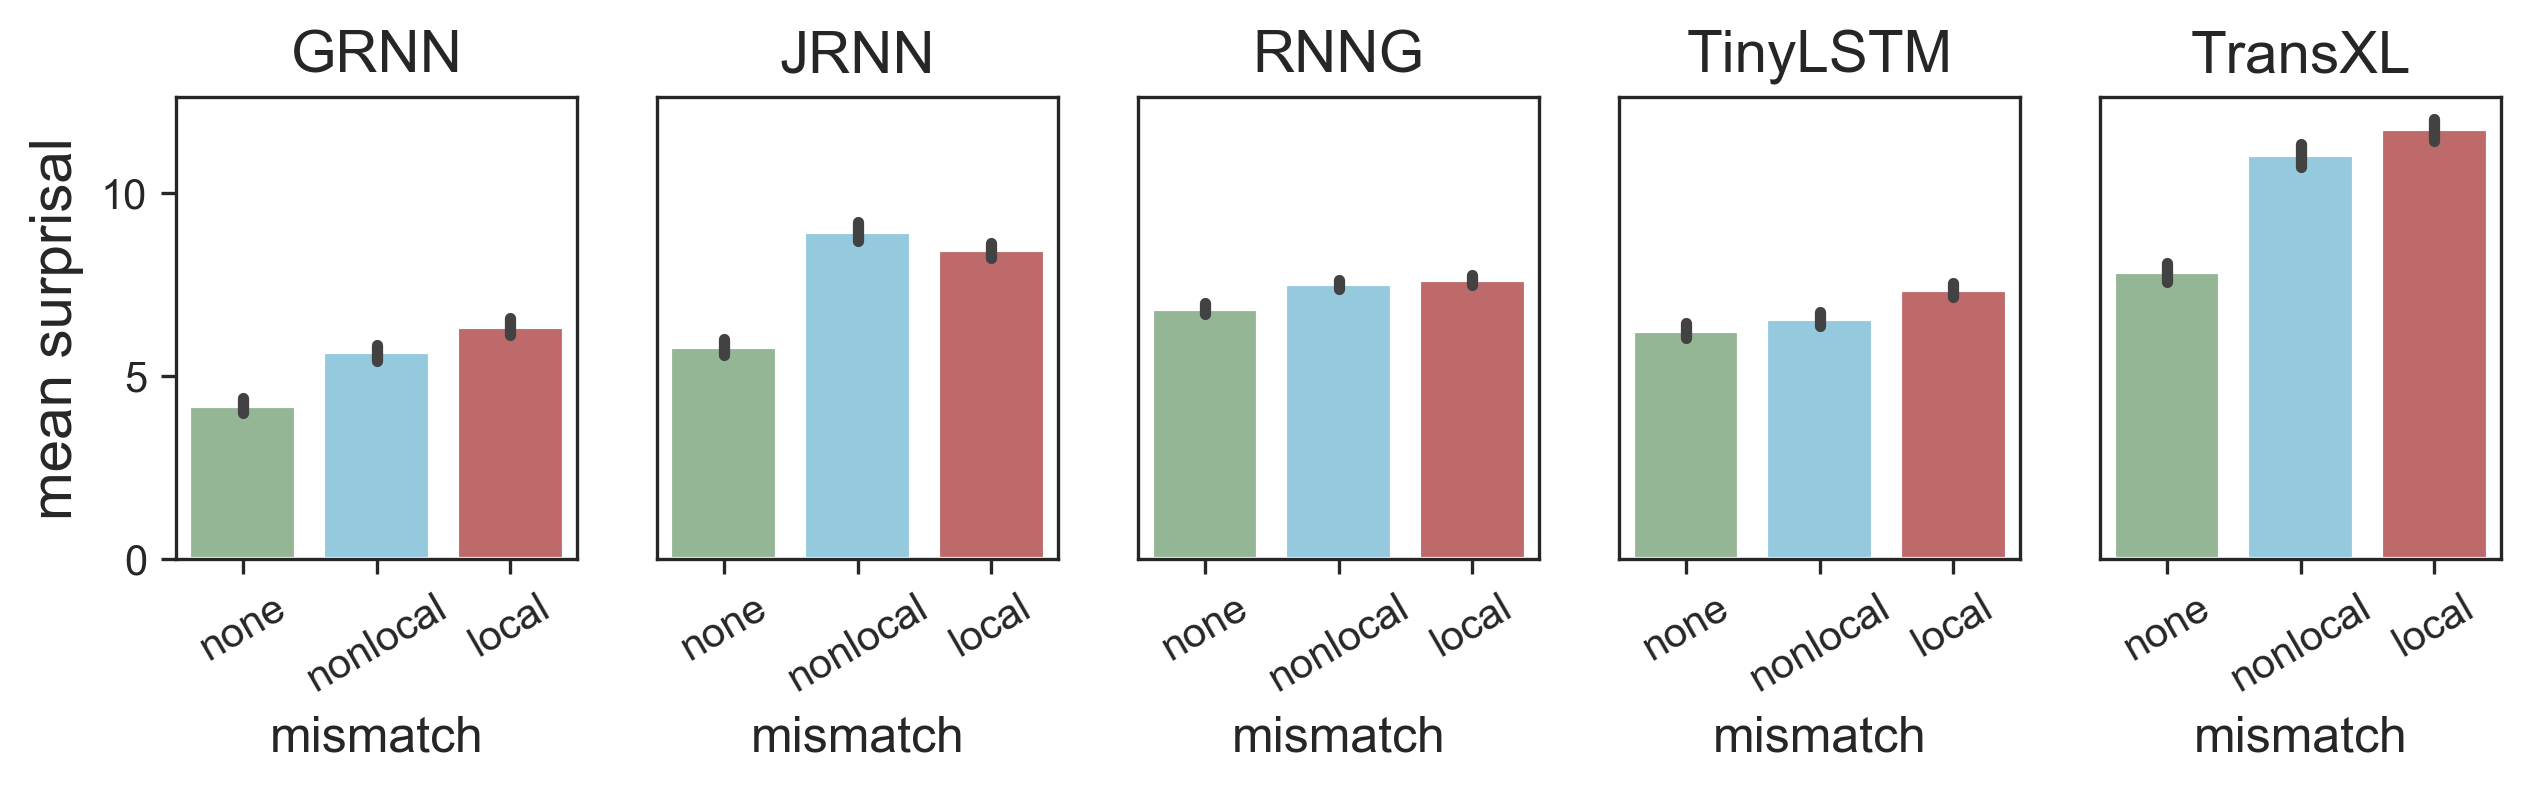 GRNN JRNN RNNG TinyLSTM TransXL
mean surprisal
10
5
0
none nonlocal local none nonlocal local none nonlocal local none nonlocal local none nonlocal local
mismatch mismatch mismatch mismatch mismatch